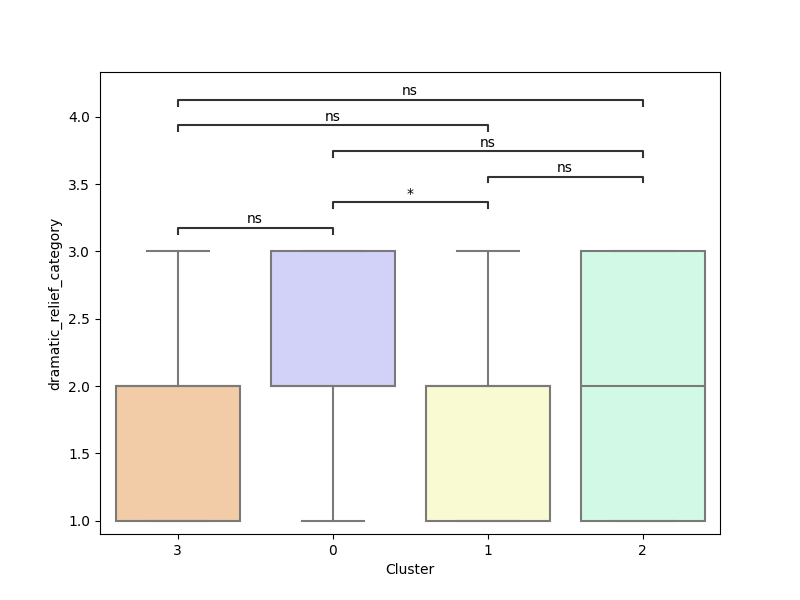 ns
ns
ns
ns
*
ns
4.0
3.5
3.0
2.5
2.0
1.5
1.0
dramatic_relief_category
3 0 1 2
Cluster